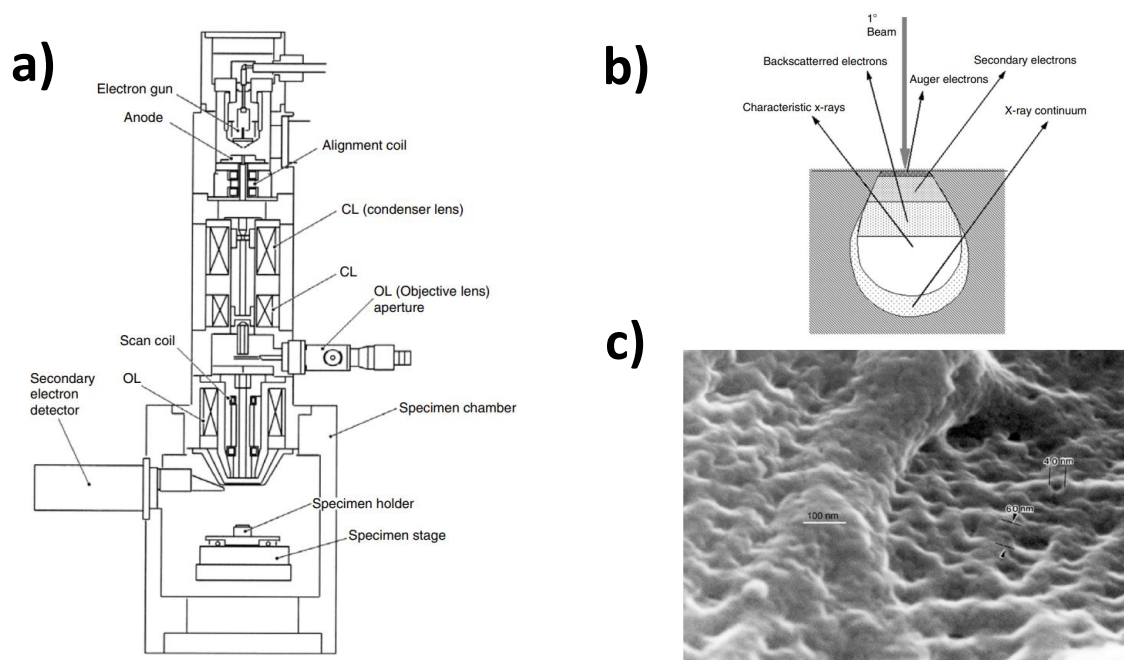 a)
Electron gun
Anode
Alignment coil
CL (condenser lens)
CL
OL (Objective lens)
aperture
Scan coil
OL
Secondary
electron
detector
Specimen chamber
Specimen holder
Specimen stage
b)
1°
Beam
Backscatterred electrons
Secondary electrons
Auger electrons
Characteristic x-rays
X-ray continuum
c)
40 nm
60 nm
100 nm